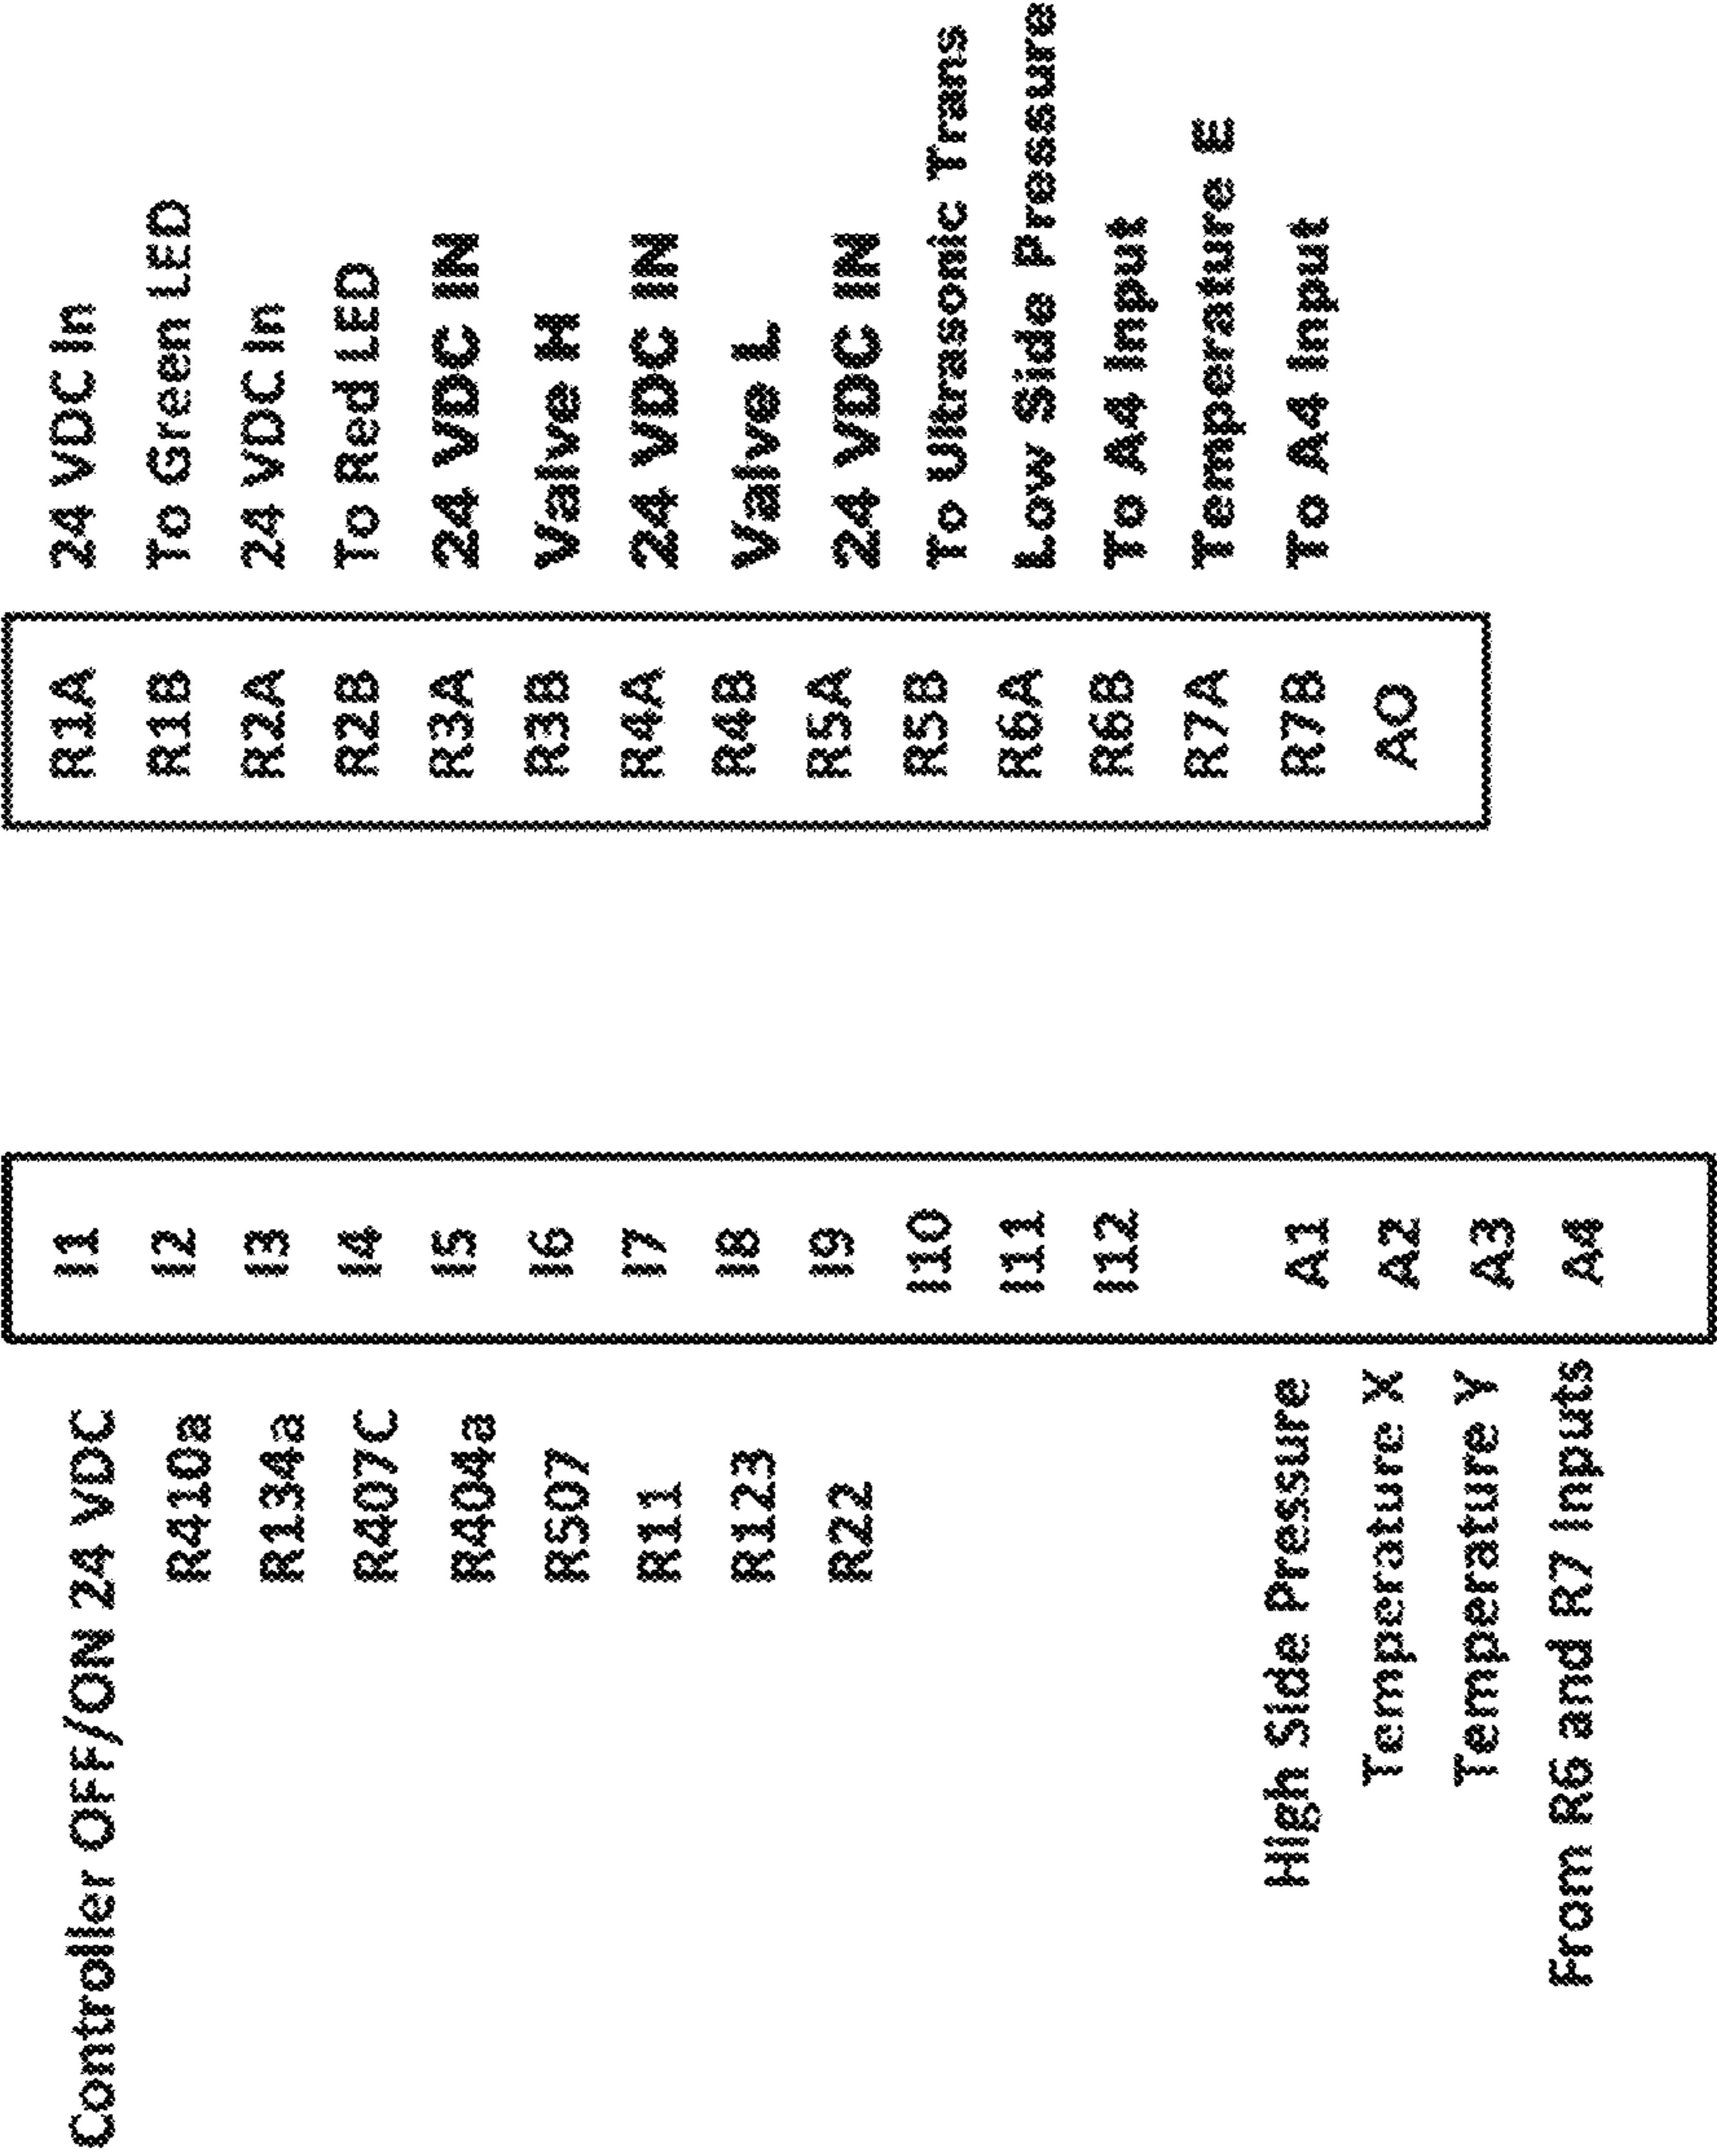 Controller OFF/ON 24 VDC I1 R1A 24 VDC In
R410a I2 R1B To Green LED
R134a I3 R2A 24 VDC In
R407C I4 R2B To Red LED
R404a I5 R3A 24 VDC IN
R507 I6 R3B Valve H
R11 I7 R4A 24 VDC IN
R123 I8 R4B Valve L
R22 I9 R5A 24 VDC IN
I10 R5B To Ultrasonic Trans
I11 R6A Low Side Pressure
I12 R6B To A4 Input
R7A Temperature E
High Side Pressure A1 R7B To A4 Input
Temperature X A2 AO
Temperature Y A3
From R6 and R7 Inputs A4